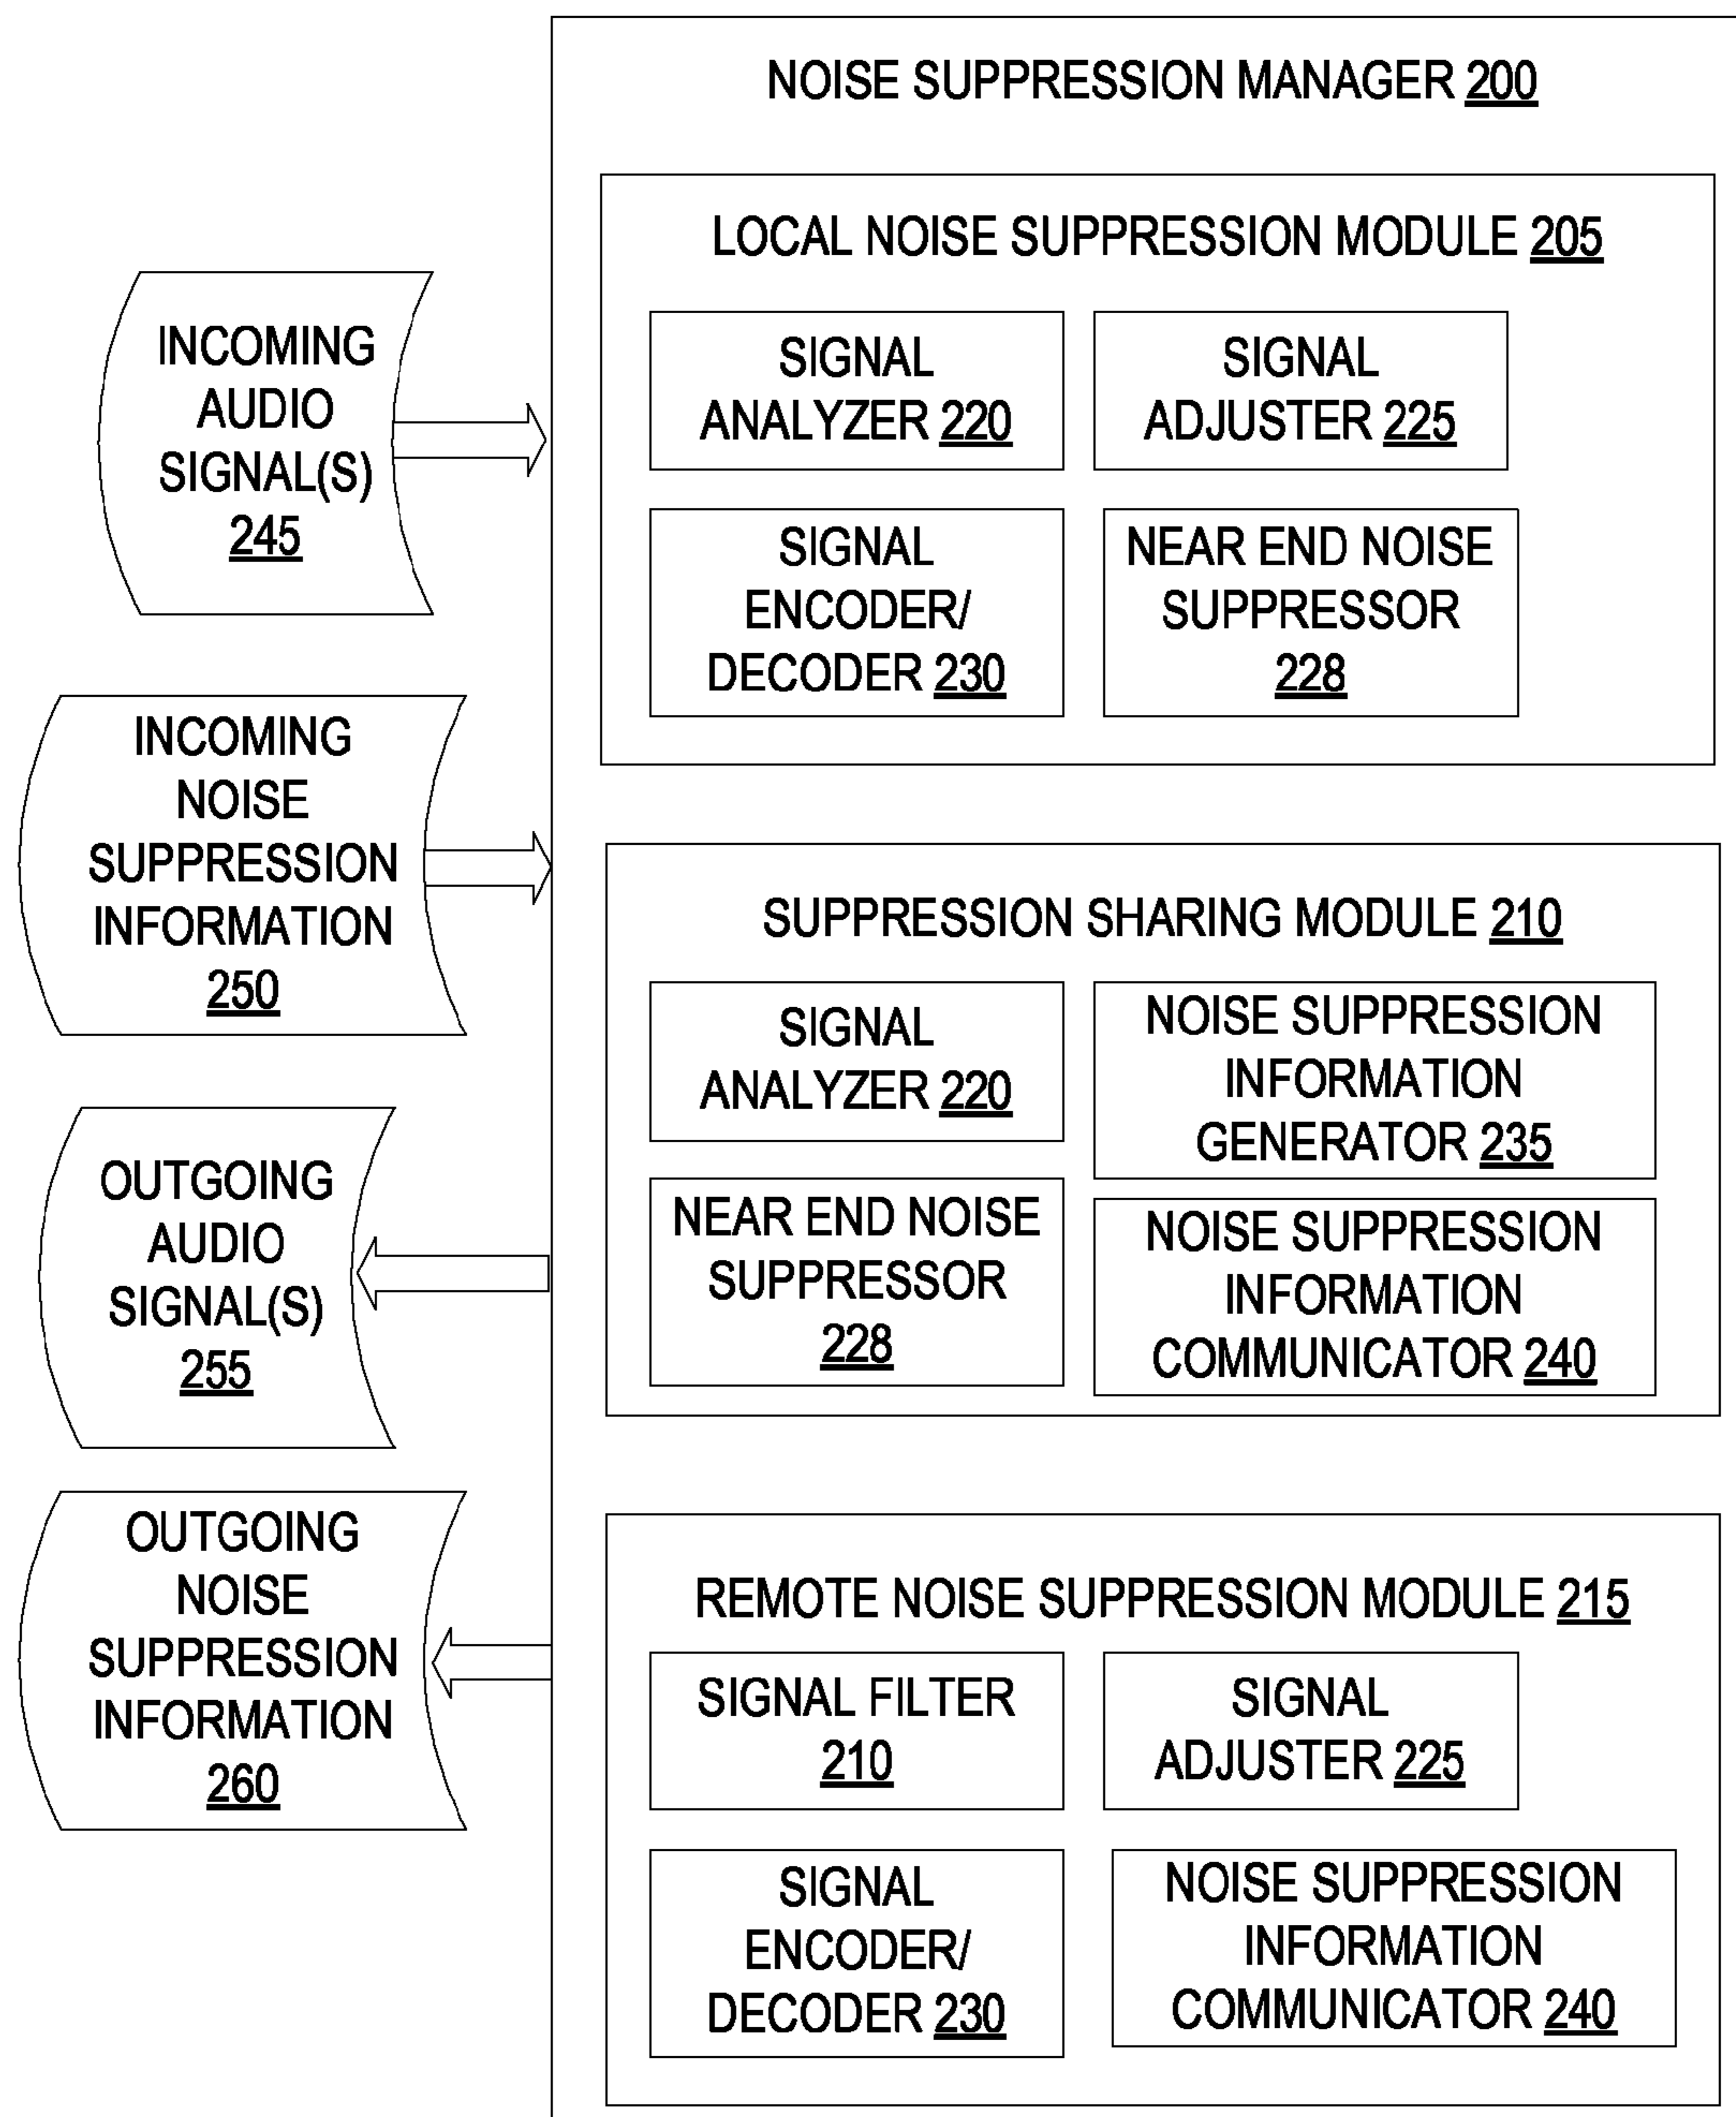 NOISE SUPPRESSION MANAGER 200
LOCAL NOISE SUPPRESSION MODULE 205
SIGNAL
ANALYZER 220
SIGNAL
ADJUSTER 225
SIGNAL
ENCODER/
DECODER 230
NEAR END NOISE
SUPPRESSOR
228
INCOMING
AUDIO
SIGNAL(S)
245
INCOMING
NOISE
SUPPRESSION
INFORMATION
250
SUPPRESSION SHARING MODULE 210
SIGNAL
ANALYZER 220
NOISE SUPPRESSION
INFORMATION
GENERATOR 235
NEAR END NOISE
SUPPRESSOR
228
NOISE SUPPRESSION
INFORMATION
COMMUNICATOR 240
OUTGOING
AUDIO
SIGNAL(S)
255
OUTGOING
NOISE
SUPPRESSION
INFORMATION
260
REMOTE NOISE SUPPRESSION MODULE 215
SIGNAL FILTER
210
SIGNAL
ADJUSTER 225
SIGNAL
ENCODER/
DECODER 230
NOISE SUPPRESSION
INFORMATION
COMMUNICATOR 240